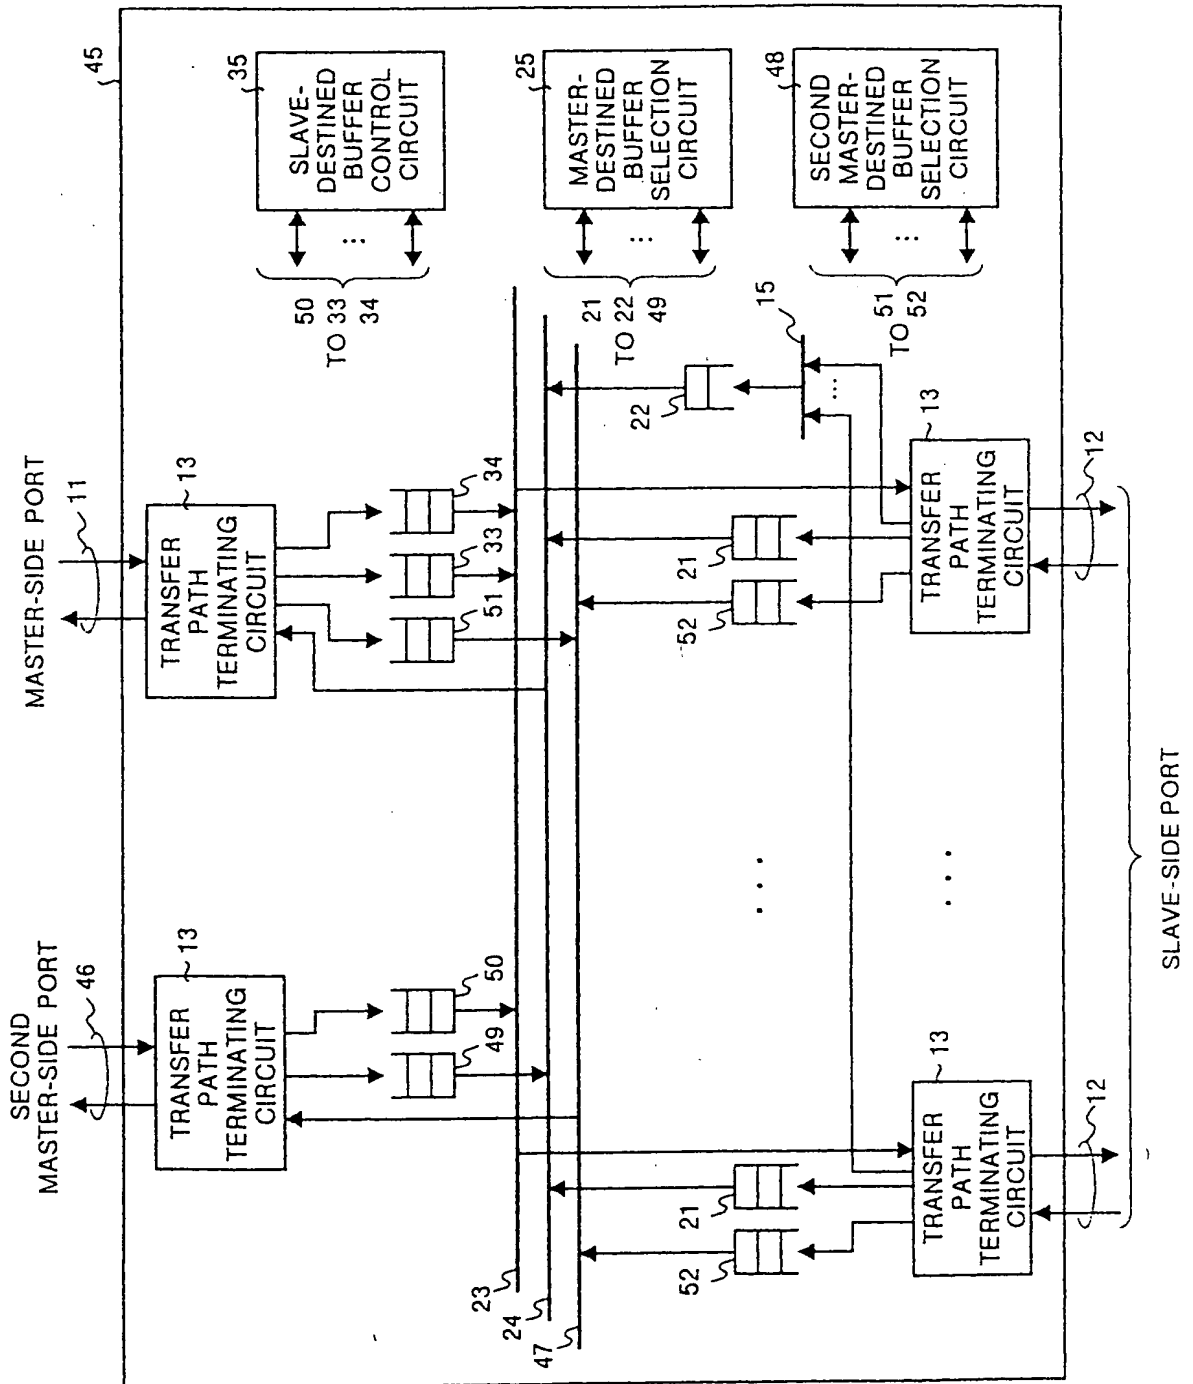 45
SECOND
MASTER-SIDE PORT
46
MASTER-SIDE PORT
11
13
TRANSFER
PATH
TERMINATING
CIRCUIT
13
TRANSFER
PATH
TERMINATING
CIRCUIT
49
50
51
33
34
50
TO 33
34
35
SLAVE-
DESTINED
BUFFER
CONTROL
CIRCUIT
...
23
24
47
21
TO 22
49
25
MASTER-
DESTINED
BUFFER
SELECTION
CIRCUIT
...
52
21
52
21
22
15
...
51
TO 52
48
SECOND
MASTER-
DESTINED
BUFFER
SELECTION
CIRCUIT
...
...
...
13
TRANSFER
PATH
TERMINATING
CIRCUIT
12
13
TRANSFER
PATH
TERMINATING
CIRCUIT
12
SLAVE-SIDE PORT